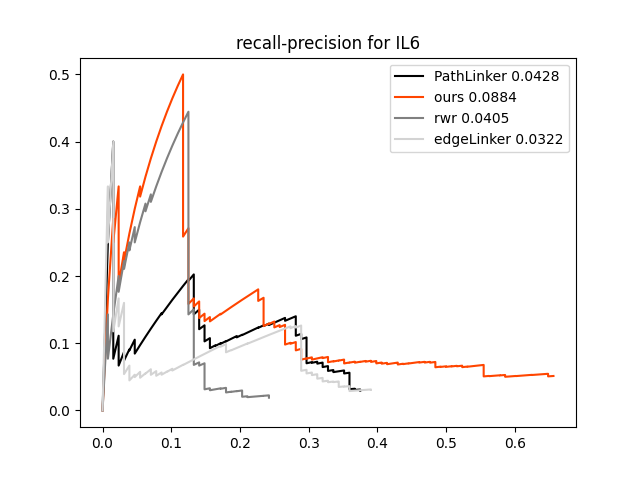 recall-precision for IL6
PathLinker 0.0428
ours 0.0884
rwr 0.0405
edgeLinker 0.0322
0.5
0.4
0.3
0.2
0.1
0.0
0.0 0.1 0.2 0.3 0.4 0.5 0.6